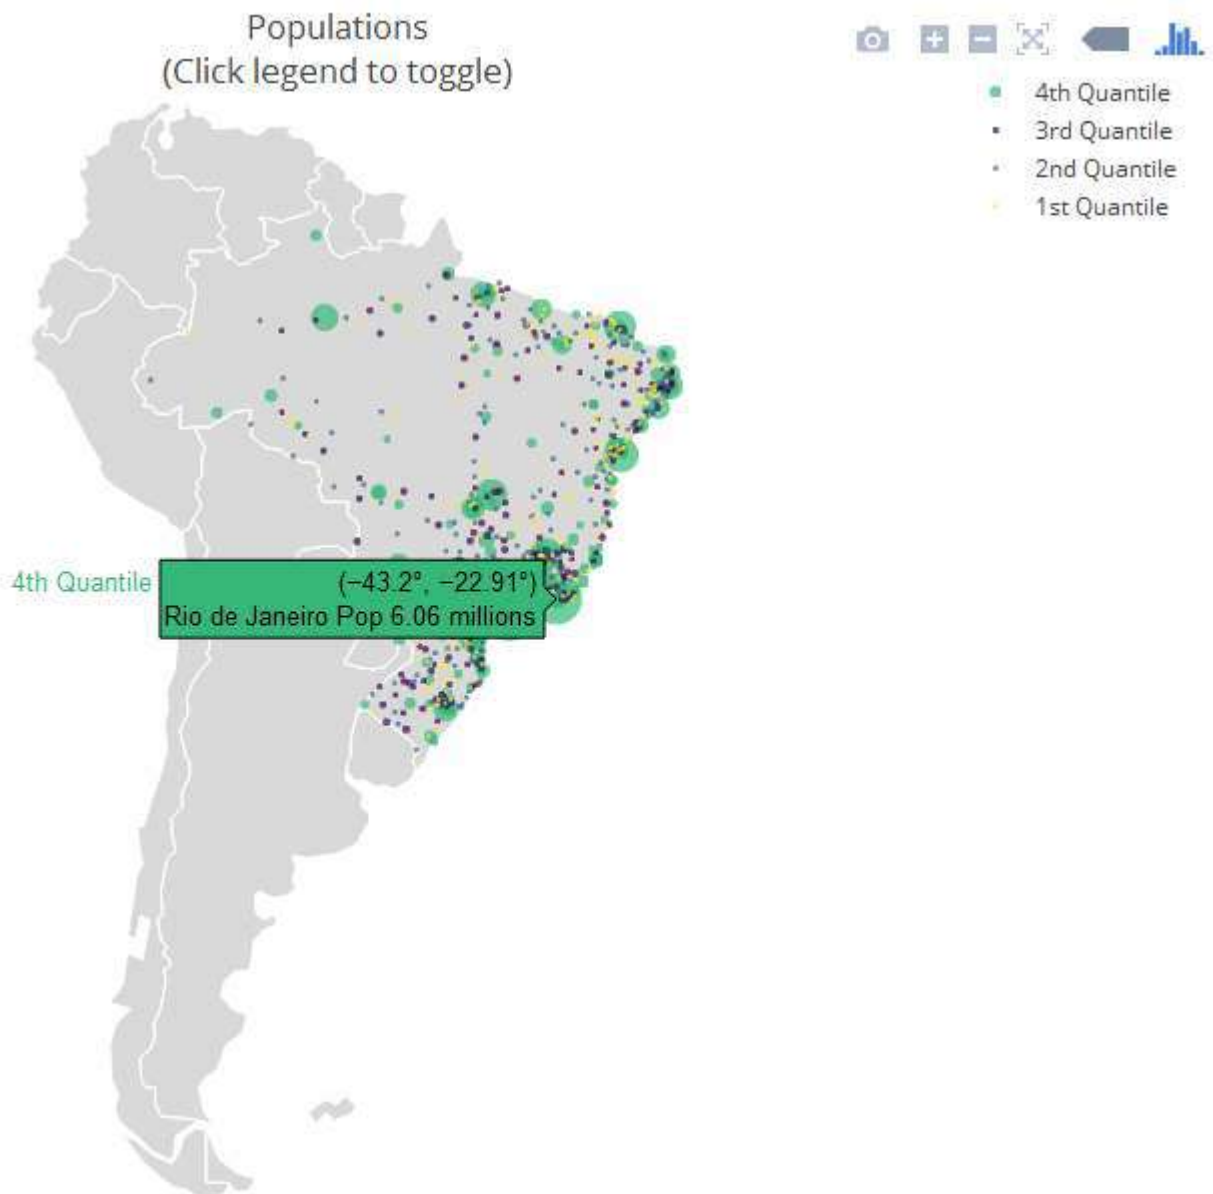 Populations
(Click legend to toggle)
4th Quantile
3rd Quantile
2nd Quantile
1st Quantile
4th Quantile
(−43.2°, −22.91°)
Rio de Janeiro Pop 6.06 millions